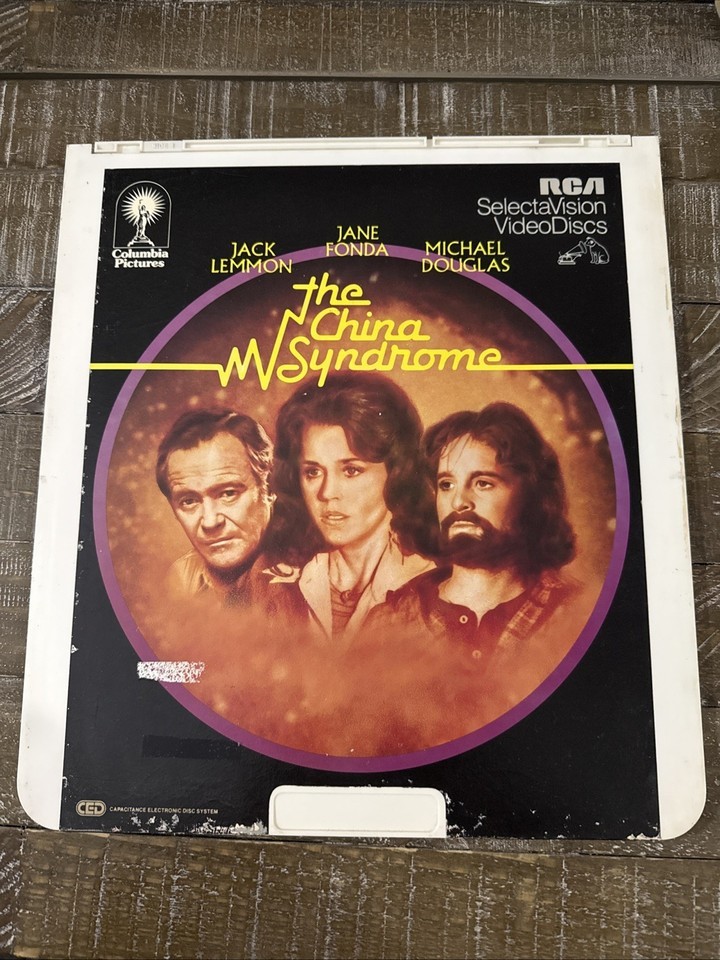 Columbia
Pictures
RCA
SelectaVision
VideoDiscs
JACK
LEMMON
JANE
FONDA
MICHAEL
DOUGLAS
the
China
Syndrome
CED CAPACITANCE ELECTRONIC DISC SYSTEM